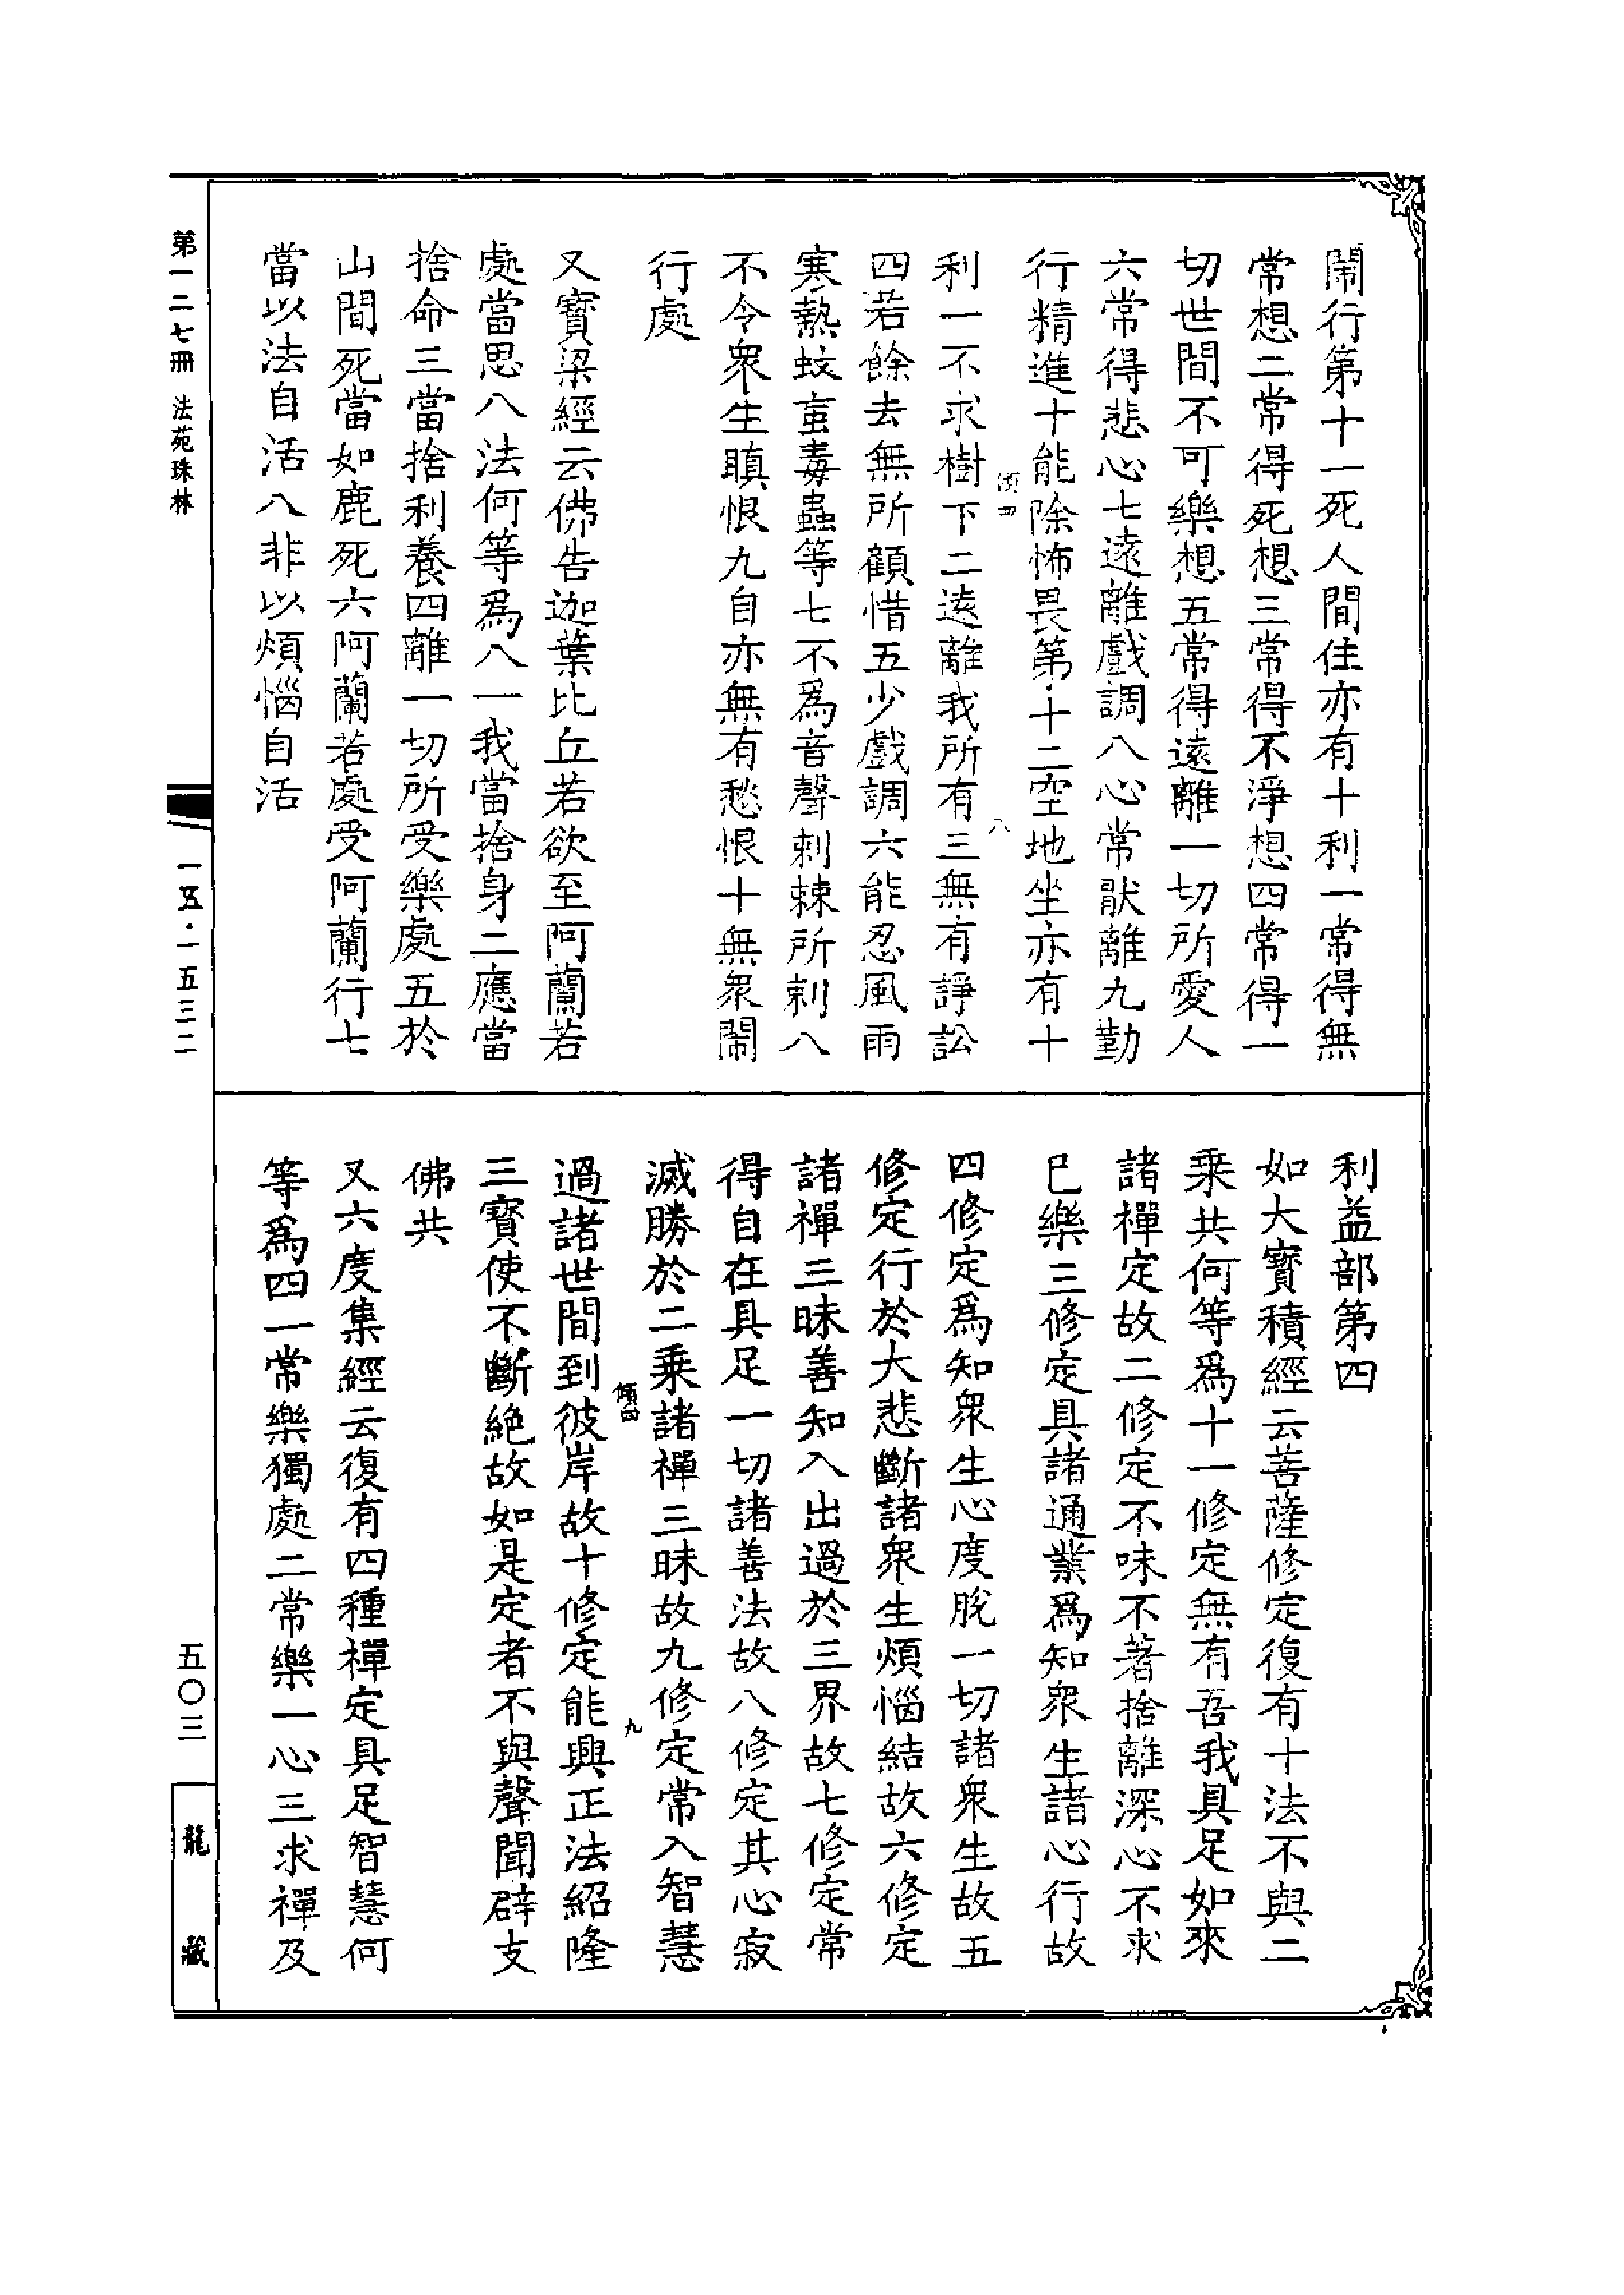 鬧行第十一死人間住亦有十利一常得無
常想二常得死想三常得不淨想四常得一
切世間不可樂想五常得遠離一切所愛人
六常得悲心七遠離戲調八心常猒離九勤
行精進十能除怖畏第十二空地坐亦有十
傾四
八
利一不求樹下二遠離我所有三無有諍訟
四若餘去無所顧惜五少戲調六能忍風雨
寒熱蚊䖟毒蟲等七不爲音聲刺棘所刺八
不令衆生瞋恨九自亦無有愁恨十無衆鬧
行處
又寶梁經云佛告迦葉比丘若欲至阿蘭若
處當思八法何等爲八一我當捨身二應當
捨命三當捨利養四離一切所受樂處五於
山間死當如鹿死六阿蘭若處受阿蘭行七
當以法自活八非以煩惱自活
利益部第四
如大寶積經云菩薩修定復有十法不與二
乘共何等爲十一修定無有吾我具足如來
諸禪定故二修定不味不著捨離深心不求
已樂三修定具諸通業爲知衆生諸心行故
四修定爲知衆生心度脫一切諸衆生故五
修定行於大悲斷諸衆生煩惱結故六修定
諸禪三昧善知入出過於三界故七修定常
得自在具足一切諸善法故八修定其心寂
滅勝於二乘諸禪三昧故九修定常入智慧
傾四
九
過諸世間到彼岸故十修定能興正法紹隆
三寶使不斷絶故如是定者不與聲聞辟支
佛共
又六度集經云復有四種禪定具足智慧何
等爲四一常樂獨處二常樂一心三求禪及
第一二七冊 法苑珠林
一五·一五三二
五〇三
龍藏